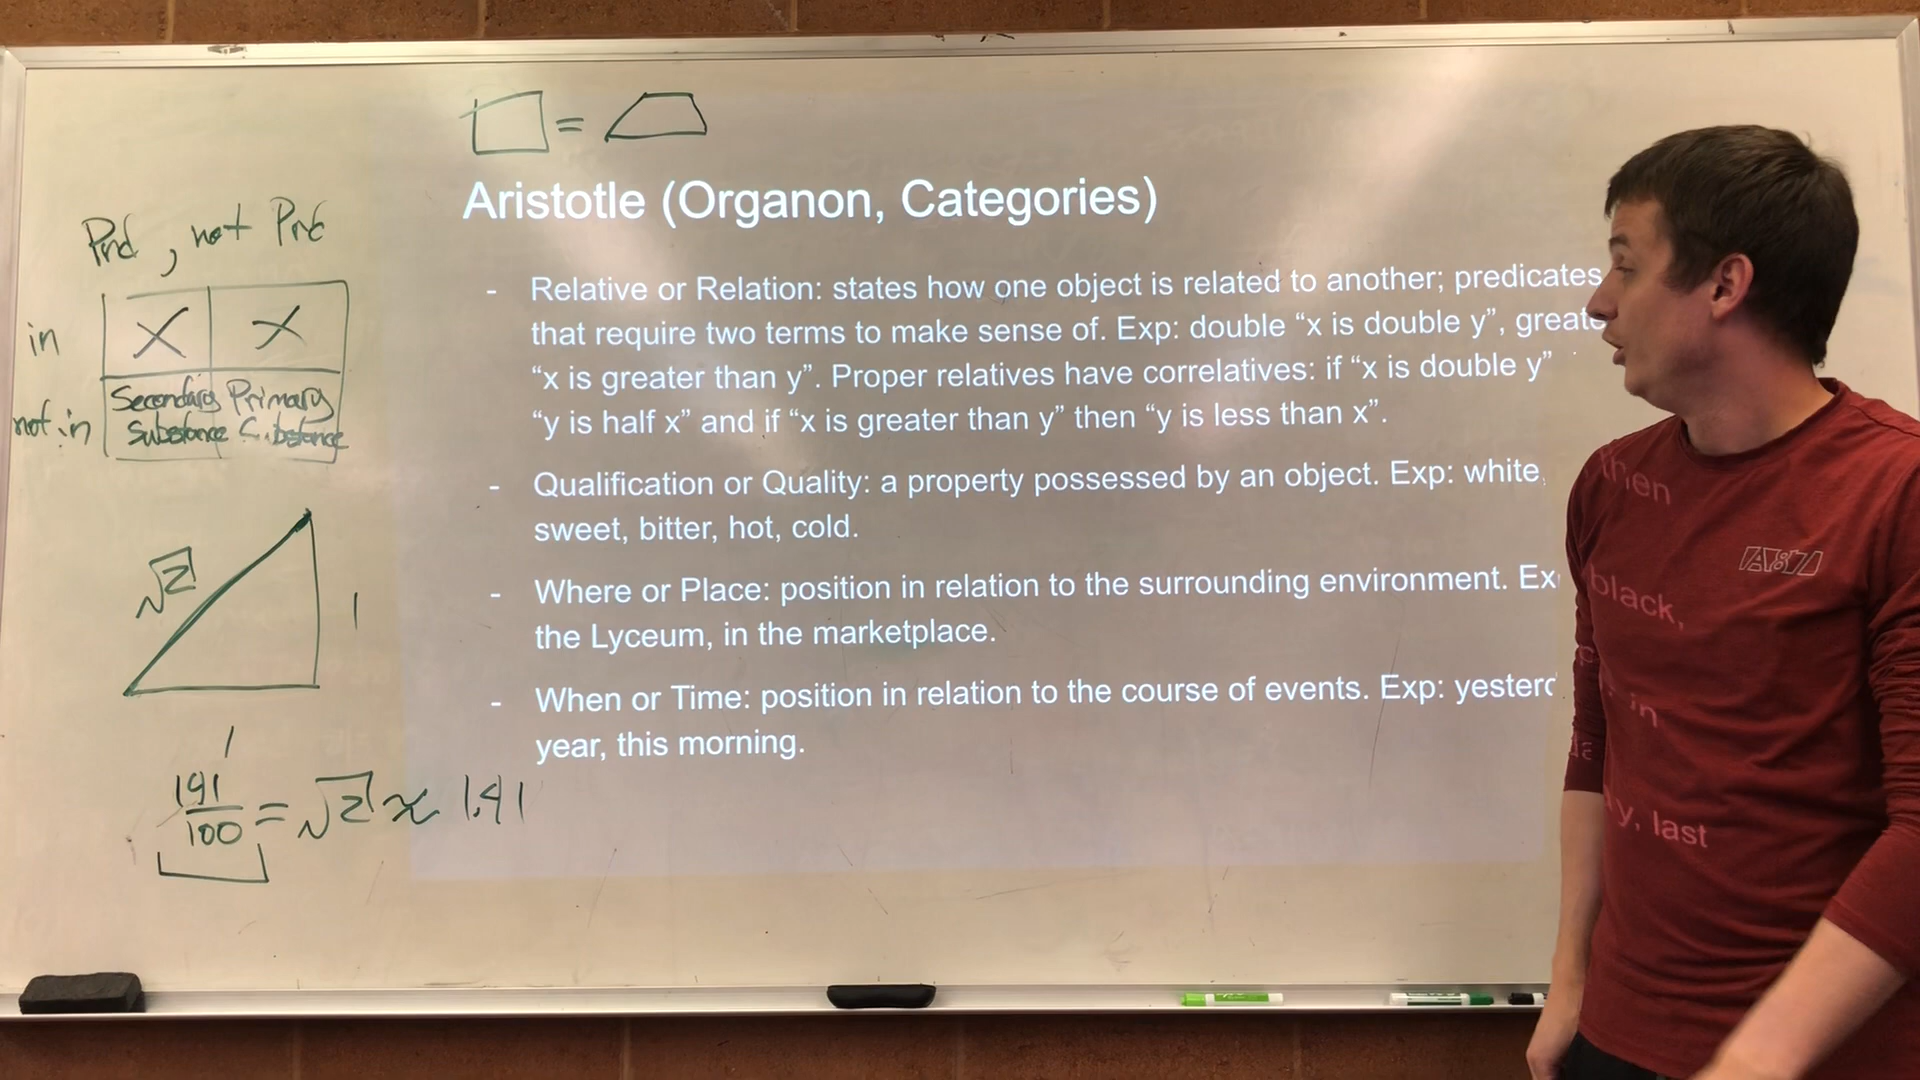 Aristotle (Organon, Categories)
- Relative or Relation: states how one object is related to another; predicates
that require two terms to make sense of. Exp: double “x is double y”, greate
“x is greater than y”. Proper relatives have correlatives: if “x is double y” then
“y is half x” and if “x is greater than y” then “y is less than x”.
- Qualification or Quality: a property possessed by an object. Exp: white, black,
sweet, bitter, hot, cold.
- Where or Place: position in relation to the surrounding environment. Ex in
the Lyceum, in the marketplace.
- When or Time: position in relation to the course of events. Exp: yesterd y, last
year, this morning.
Prd, not Prd
in X X
not in Secondary Primary
Substance Substance
√2 1
1
141/100 = √2 ≈ 1.41
=
A87